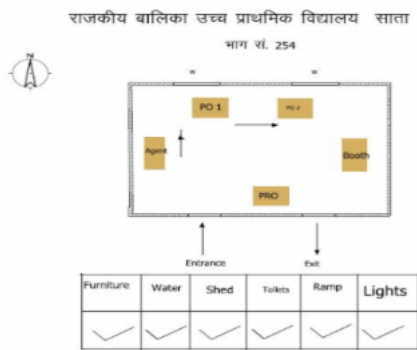 राजकीय बालिका उच्च प्राथमिक विद्यालय साता
भाग सं. 254
N
W W
PO 1 PO 2
Agent Booth
PRO
Entrance Exit
Furniture Water Shed Toilets Ramp Lights